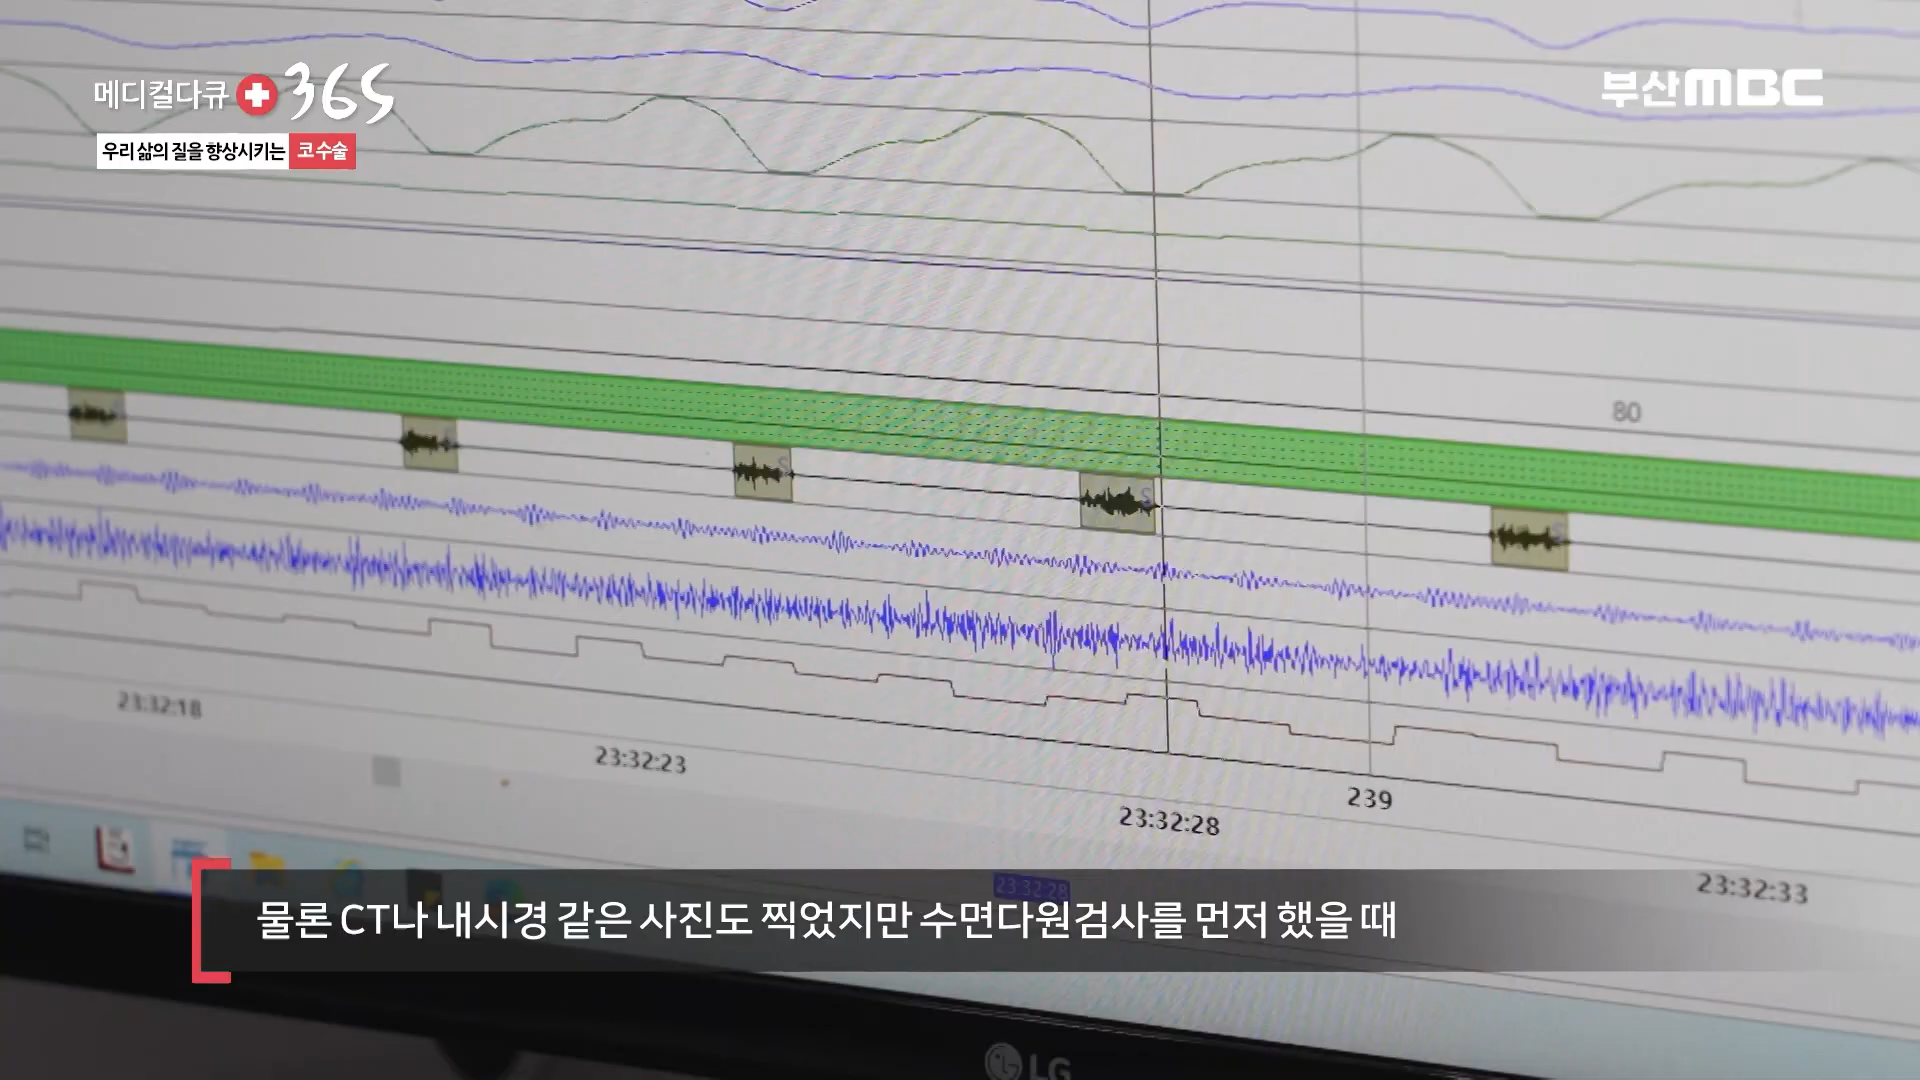 메디컬다큐 365
부산MBC
우리 삶의 질을 향상시키는 코 수술
80
S
S
S
S
23:32:18
23:32:23
23:32:28
239
23:32:33
23:32:28
물론 CT나 내시경 같은 사진도 찍었지만 수면다원검사를 먼저 했을 때
LG